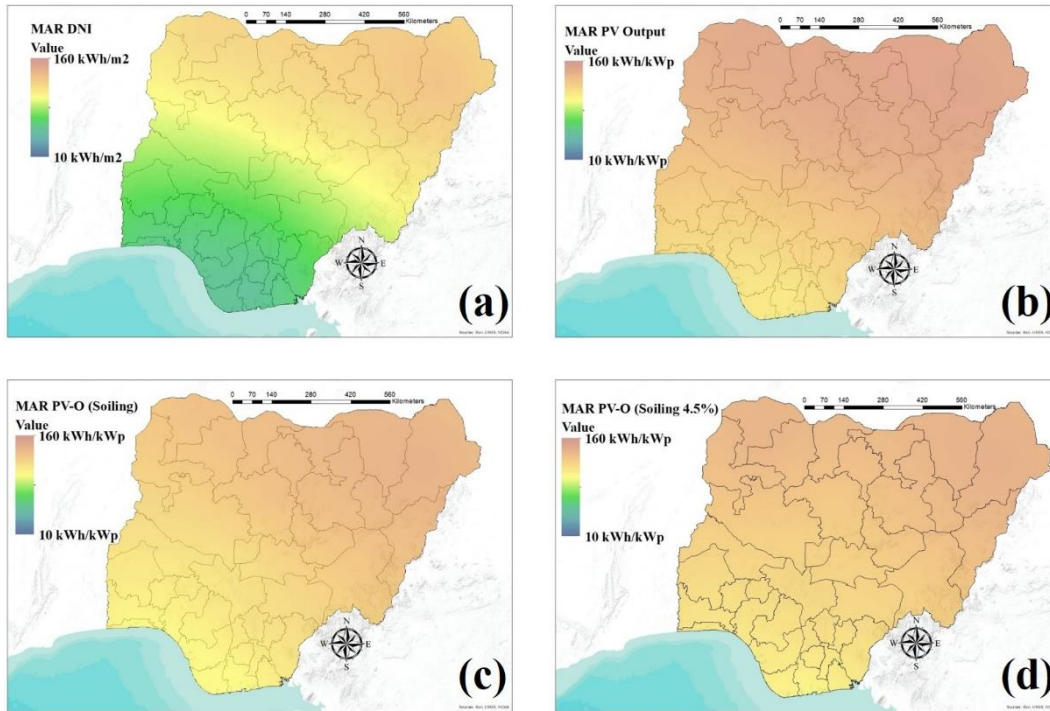 0 70 140 280 420 560
Kilometers
MAR DNI
Value
160 kWh/m2
10 kWh/m2
N
W E
S
(a)
0 70 140 280 420 560
Kilometers
MAR PV Output
Value
160 kWh/kWp
10 kWh/kWp
N
W E
S
(b)
0 70 140 280 420 560
Kilometers
MAR PV-O (Soiling)
Value
160 kWh/kWp
10 kWh/kWp
N
W E
S
(c)
0 70 140 280 420 560
Kilometers
MAR PV-O (Soiling 4.5%)
Value
160 kWh/kWp
10 kWh/kWp
N
W E
S
(d)